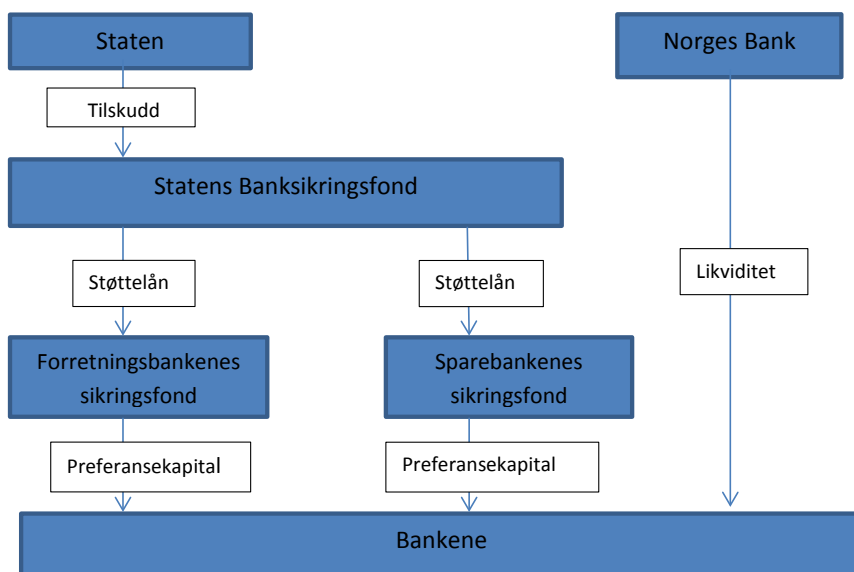 Staten
Norges Bank
Tilskudd
Statens Banksikringsfond
Støttelån
Støttelån
Likviditet
Forretningsbankenes
sikringsfond
Sparebankenes
sikringsfond
Preferansekapital
Preferansekapital
Bankene